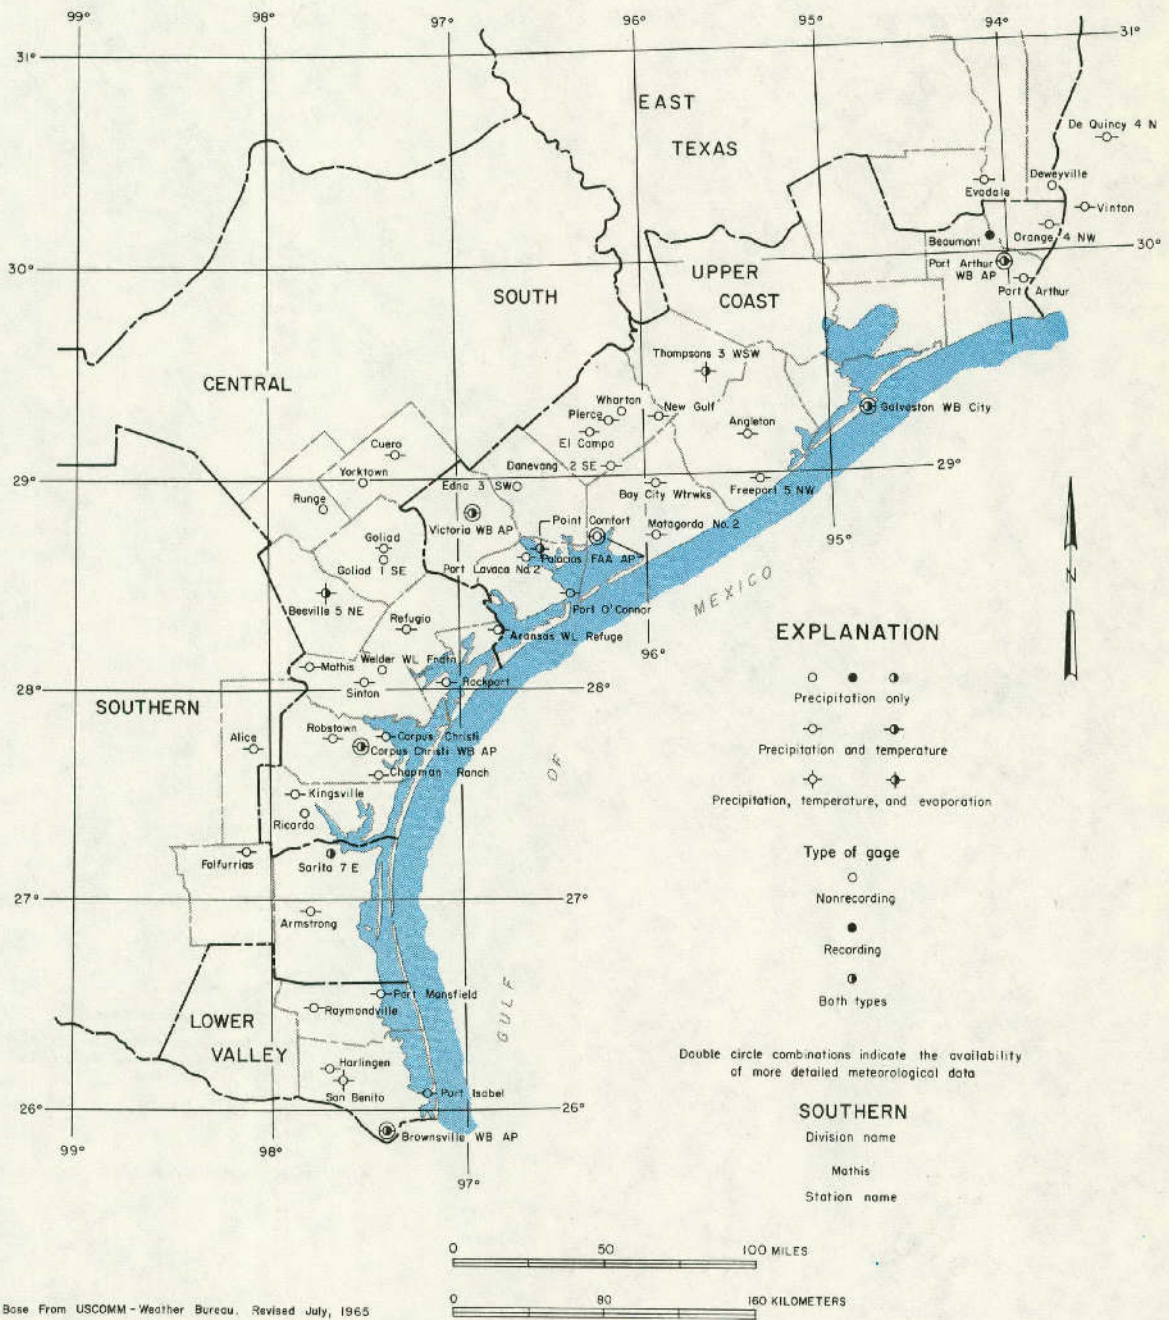 99° 98° 97° 96° 95° 94°
31° 31°
EAST
TEXAS
De Quincy 4 N
Deweyville
Evadale
Vinton
Orange 4 NW
Beaumont
30° 30°
Port Arthur
WB AP
Port Arthur
UPPER
COAST
SOUTH
CENTRAL
Thompsons 3 WSW
Wharton
New Gulf
Pierce
El Campo
Angleton
Galveston WB City
Cuero
Danevang 2 SE
29° 29°
Yorktown
Edna 3 SW
Bay City Wtrwks
Freeport 5 NW
Runge
Victoria WB AP
Point Comfort
Matagorda No. 2
95°
Goliad
Goliad 1 SE
Port Lavaca No. 2
Palacios FAA AP
Beeville 5 NE
Port O'Connor
Refugio
Aransas WL Refuge
96°
Mathis
Welder WL Fndtn
Sinton
Rockport
28° 28°
SOUTHERN
Alice
Robstown
Corpus Christi
Corpus Christi WB AP
Chapman Ranch
Kingsville
Ricardo
Falfurrias
Sarita 7 E
27° 27°
Armstrong
Port Mansfield
Raymondville
LOWER
VALLEY
Harlingen
San Benito
Port Isabel
26° 26°
Brownsville WB AP
99° 98°
97°
GULF OF MEXICO
N
EXPLANATION
Precipitation only
Precipitation and temperature
Precipitation, temperature, and evaporation
Type of gage
Nonrecording
Recording
Both types
Double circle combinations indicate the availability
of more detailed meteorological data
SOUTHERN
Division name
Mathis
Station name
0 50 100 MILES
0 80 160 KILOMETERS
Base From USCOMM - Weather Bureau. Revised July, 1965